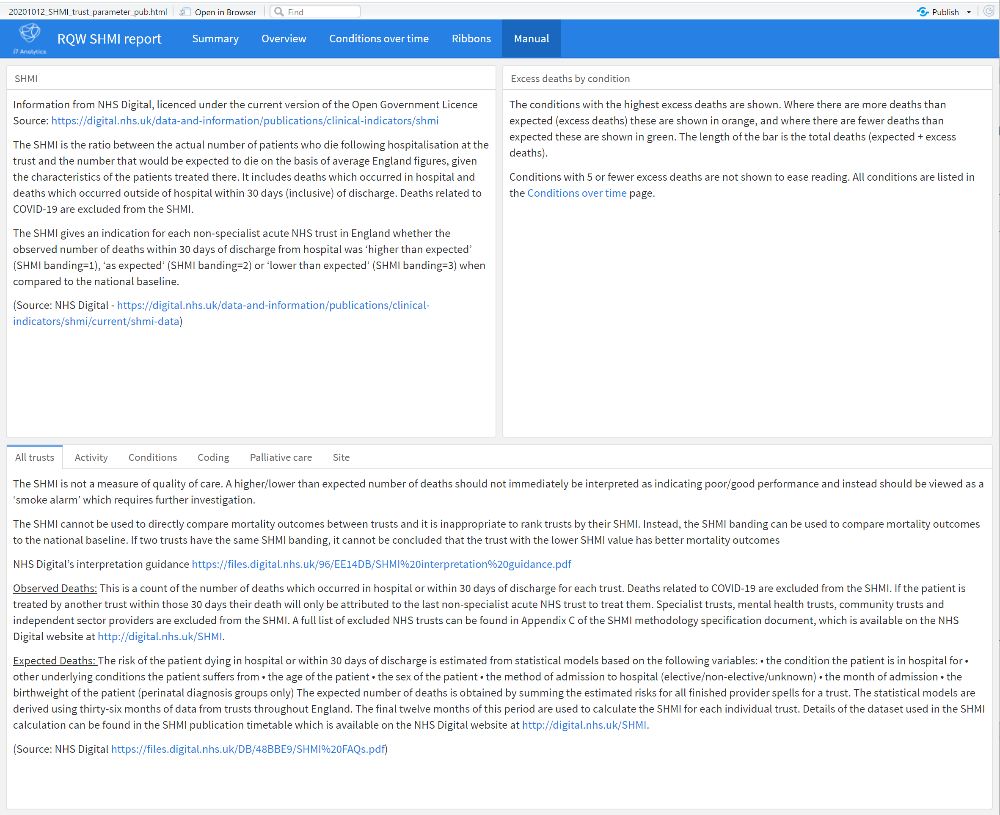 20201012_SHMI_trust_parameter_pub.html Open in Browser Find Publish
i7 Analytics
RQW SHMI report Summary Overview Conditions over time Ribbons Manual
SHMI
Information from NHS Digital, licenced under the current version of the Open Government Licence
Source: https://digital.nhs.uk/data-and-information/publications/clinical-indicators/shmi
The SHMI is the ratio between the actual number of patients who die following hospitalisation at the
trust and the number that would be expected to die on the basis of average England figures, given
the characteristics of the patients treated there. It includes deaths which occurred in hospital and
deaths which occurred outside of hospital within 30 days (inclusive) of discharge. Deaths related to
COVID-19 are excluded from the SHMI.
The SHMI gives an indication for each non-specialist acute NHS trust in England whether the
observed number of deaths within 30 days of discharge from hospital was ‘higher than expected’
(SHMI banding=1), ‘as expected’ (SHMI banding=2) or ‘lower than expected’ (SHMI banding=3) when
compared to the national baseline.
(Source: NHS Digital - https://digital.nhs.uk/data-and-information/publications/clinical-
indicators/shmi/current/shmi-data)
Excess deaths by condition
The conditions with the highest excess deaths are shown. Where there are more deaths than
expected (excess deaths) these are shown in orange, and where there are fewer deaths than
expected these are shown in green. The length of the bar is the total deaths (expected + excess
deaths).
Conditions with 5 or fewer excess deaths are not shown to ease reading. All conditions are listed in
the Conditions over time page.
All trusts Activity Conditions Coding Palliative care Site
The SHMI is not a measure of quality of care. A higher/lower than expected number of deaths should not immediately be interpreted as indicating poor/good performance and instead should be viewed as a
‘smoke alarm’ which requires further investigation.
The SHMI cannot be used to directly compare mortality outcomes between trusts and it is inappropriate to rank trusts by their SHMI. Instead, the SHMI banding can be used to compare mortality outcomes
to the national baseline. If two trusts have the same SHMI banding, it cannot be concluded that the trust with the lower SHMI value has better mortality outcomes
NHS Digital’s interpretation guidance https://files.digital.nhs.uk/96/EE14DB/SHMI%20interpretation%20guidance.pdf
Observed Deaths: This is a count of the number of deaths which occurred in hospital or within 30 days of discharge for each trust. Deaths related to COVID-19 are excluded from the SHMI. If the patient is
treated by another trust within those 30 days their death will only be attributed to the last non-specialist acute NHS trust to treat them. Specialist trusts, mental health trusts, community trusts and
independent sector providers are excluded from the SHMI. A full list of excluded NHS trusts can be found in Appendix C of the SHMI methodology specification document, which is available on the NHS
Digital website at http://digital.nhs.uk/SHMI.
Expected Deaths: The risk of the patient dying in hospital or within 30 days of discharge is estimated from statistical models based on the following variables: • the condition the patient is in hospital for •
other underlying conditions the patient suffers from • the age of the patient • the sex of the patient • the method of admission to hospital (elective/non-elective/unknown) • the month of admission • the
birthweight of the patient (perinatal diagnosis groups only) The expected number of deaths is obtained by summing the estimated risks for all finished provider spells for a trust. The statistical models are
derived using thirty-six months of data from trusts throughout England. The final twelve months of this period are used to calculate the SHMI for each individual trust. Details of the dataset used in the SHMI
calculation can be found in the SHMI publication timetable which is available on the NHS Digital website at http://digital.nhs.uk/SHMI.
(Source: NHS Digital https://files.digital.nhs.uk/DB/48BBE9/SHMI%20FAQs.pdf)